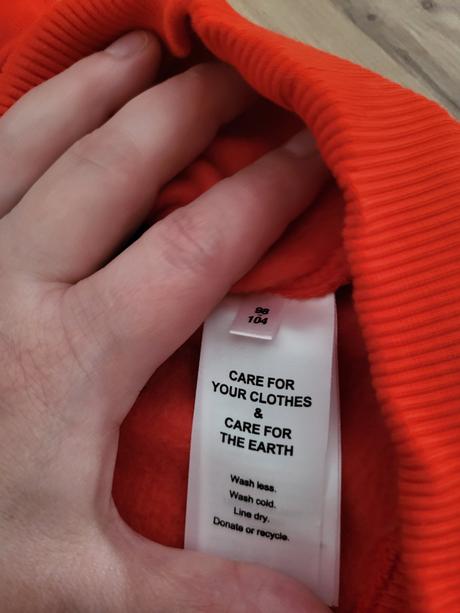 98
104
CARE FOR
YOUR CLOTHES
&
CARE FOR
THE EARTH
Wash less.
Wash cold.
Line dry.
Donate or recycle.